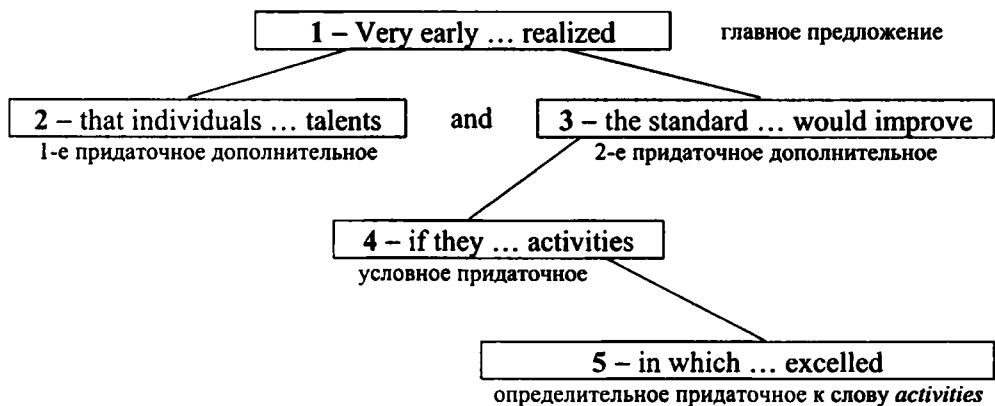 1 – Very early ... realized
главное предложение
2 – that individuals ... talents
and
3 – the standard ... would improve
1-е придаточное дополнительное
2-е придаточное дополнительное
4 – if they ... activities
условное придаточное
5 – in which ... excelled
определительное придаточное к слову activities